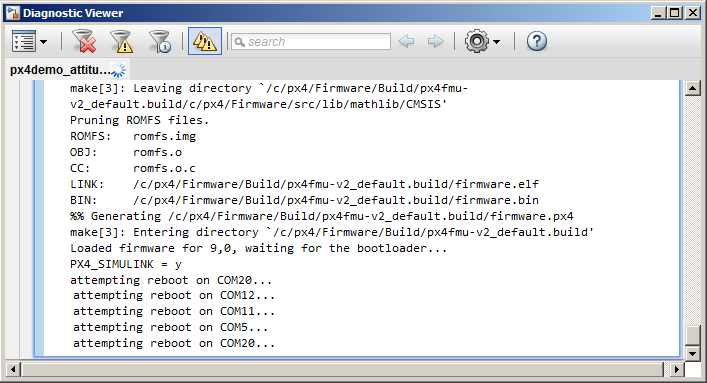 Diagnostic Viewer
search
px4demo_attitu...
make[3]: Leaving directory `/c/px4/Firmware/Build/px4fmu-
v2_default.build/c/px4/Firmware/src/lib/mathlib/CMSIS'
Pruning ROMFS files.
ROMFS:   romfs.img
OBJ:     romfs.o
CC:      romfs.o.c
LINK:    /c/px4/Firmware/Build/px4fmu-v2_default.build/firmware.elf
BIN:     /c/px4/Firmware/Build/px4fmu-v2_default.build/firmware.bin
%% Generating /c/px4/Firmware/Build/px4fmu-v2_default.build/firmware.px4
make[3]: Entering directory `/c/px4/Firmware/Build/px4fmu-v2_default.build'
Loaded firmware for 9,0, waiting for the bootloader...
PX4_SIMULINK = y
attempting reboot on COM20...
attempting reboot on COM12...
attempting reboot on COM11...
attempting reboot on COM5...
attempting reboot on COM20...